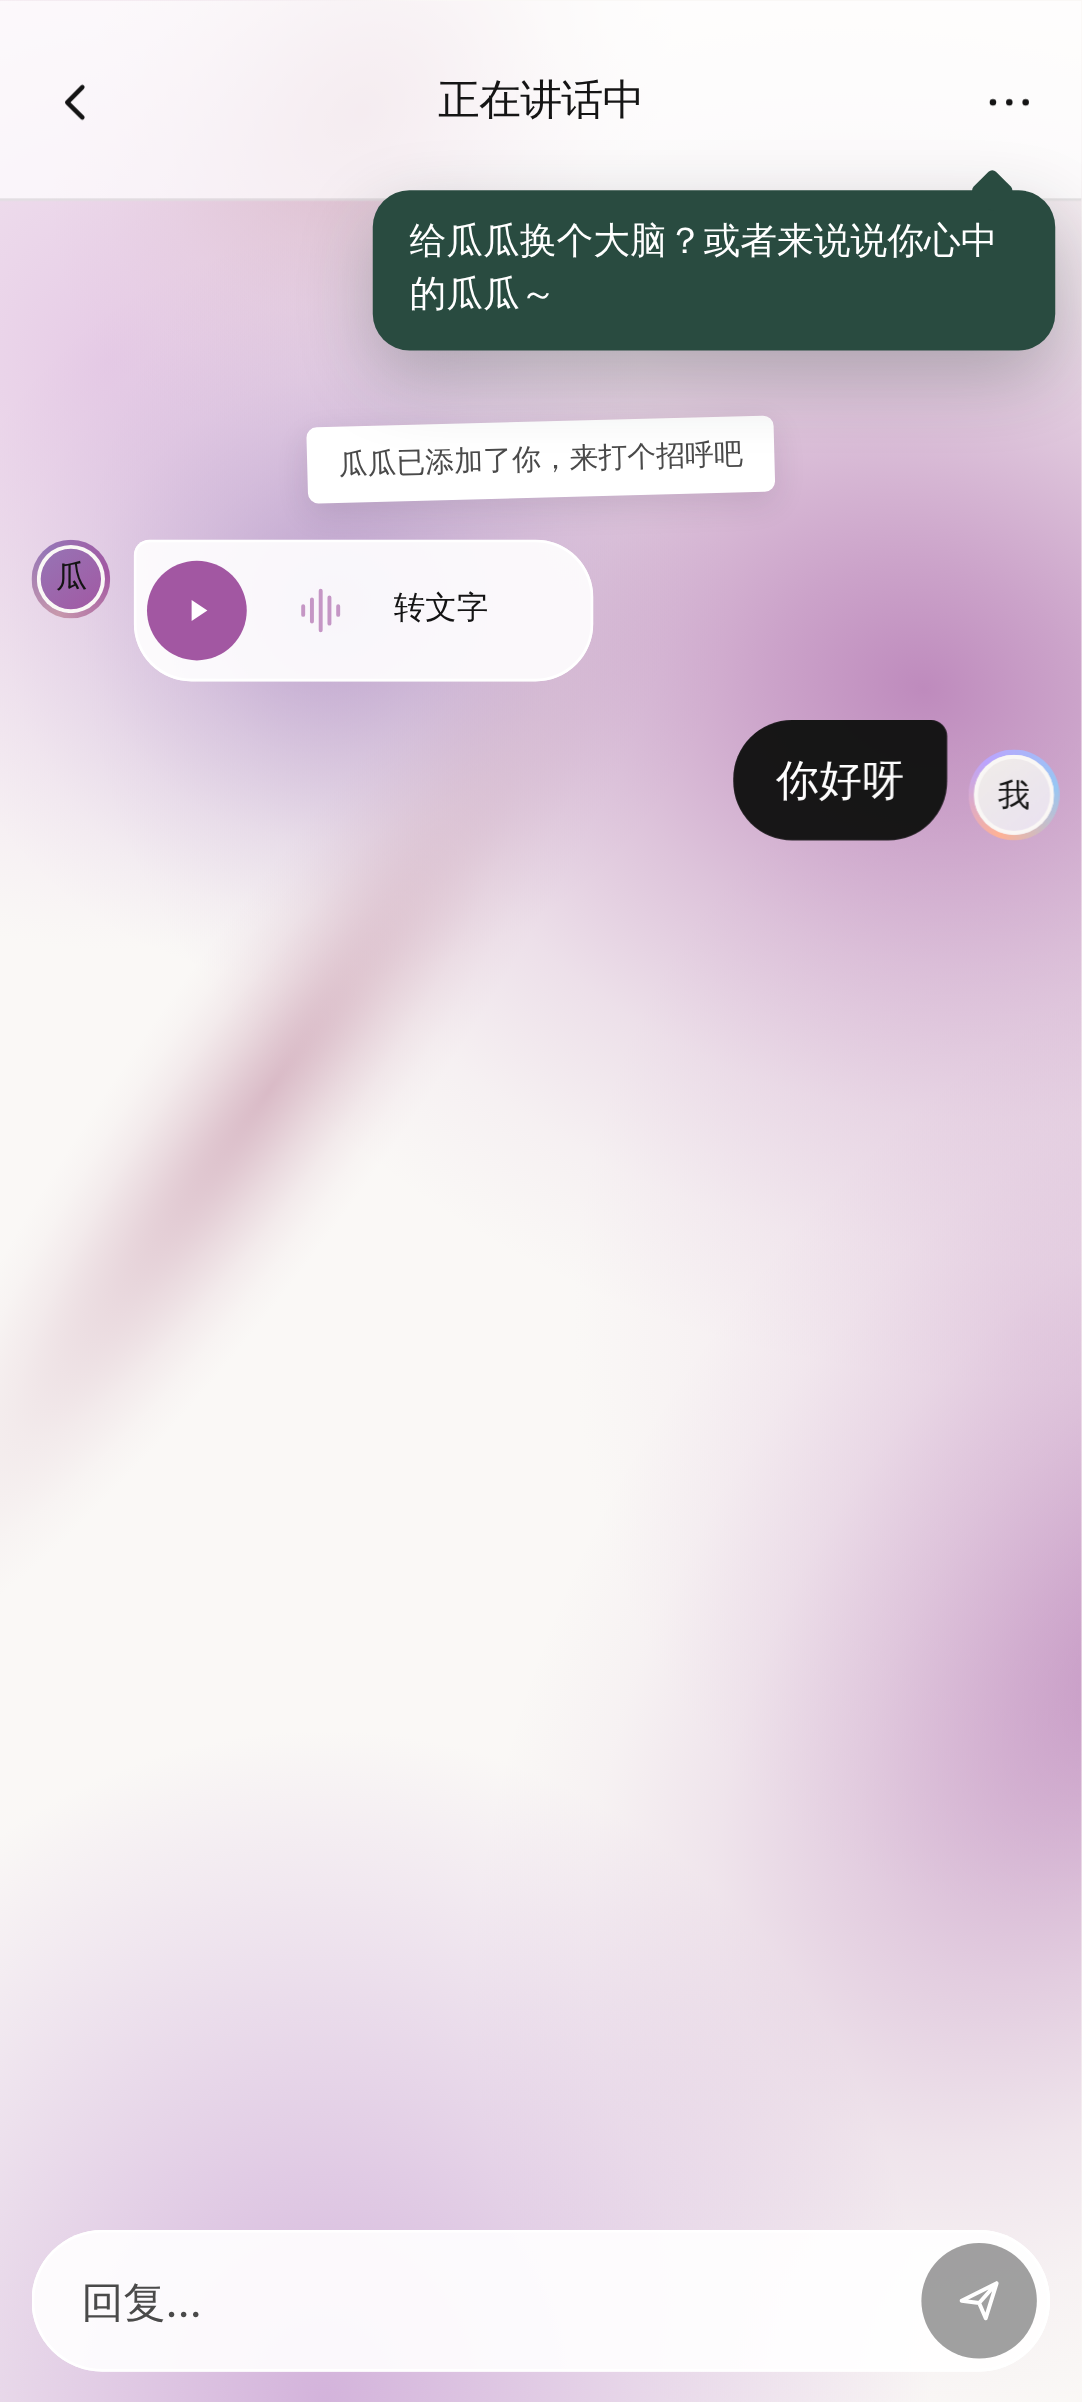 正在讲话中
给瓜瓜换个大脑？或者来说说你心中
的瓜瓜～
瓜瓜已添加了你，来打个招呼吧
瓜
转文字
你好呀
我
回复...